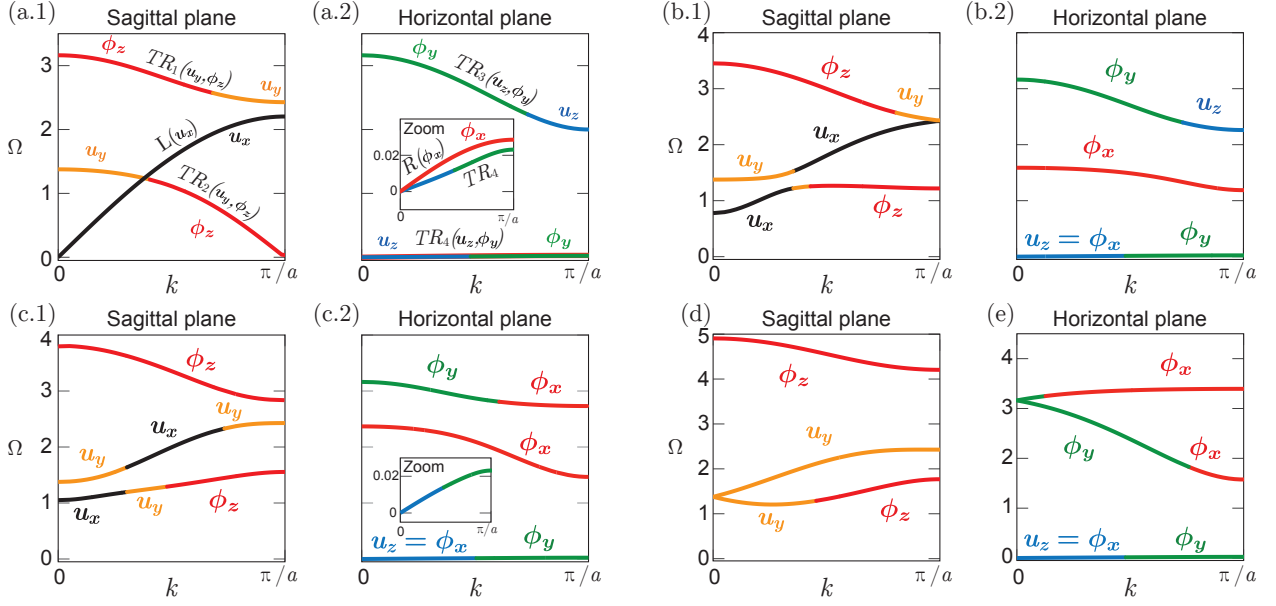 (a.1)
Sagittal plane
3
2
1
0
Ω
ϕz
TR1(uy,ϕz)
uy
L(ux)
ux
uy
TR2(uy,ϕz)
ϕz
0
k
π/a
(a.2)
Horizontal plane
ϕy
TR3(uz,ϕy)
uz
Zoom
0.02
0
R(ϕx)
ϕx
TR4
0
π/a
uz
TR4(uz,ϕy)
ϕy
0
k
π/a
(b.1)
Sagittal plane
4
3
2
1
0
Ω
ϕz
uy
ux
uy
ux
ϕz
0
k
π/a
(b.2)
Horizontal plane
ϕy
uz
ϕx
uz = ϕx
ϕy
0
k
π/a
(c.1)
Sagittal plane
4
3
2
1
0
Ω
ϕz
uy
ux
uy
ux
uy
ϕz
0
k
π/a
(c.2)
Horizontal plane
ϕy
ϕx
ϕx
Zoom
0.02
0
0
π/a
uz = ϕx
ϕy
0
k
π/a
(d)
Sagittal plane
5
4
3
2
1
0
Ω
ϕz
uy
uy
ϕz
0
k
π/a
(e)
Horizontal plane
3
2
1
0
ϕx
ϕy
ϕx
uz = ϕx
ϕy
0
k
π/a